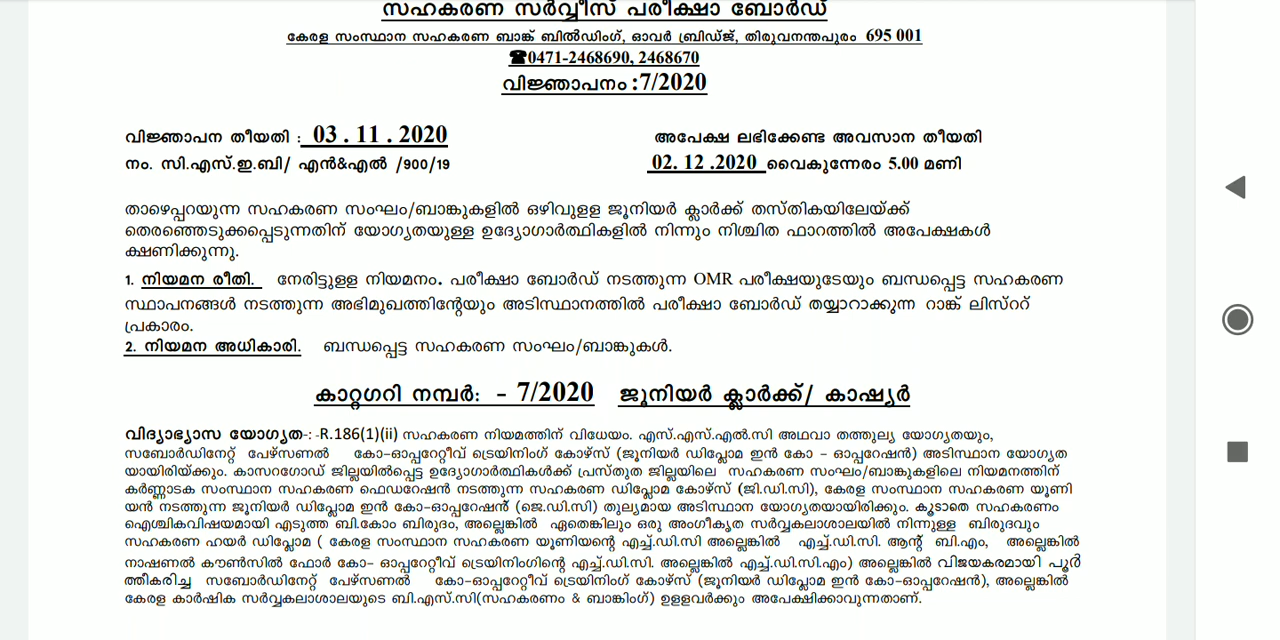 സഹകരണ സർവ്വീസ് പരീക്ഷാ ബോർഡ്
കേരള സംസ്ഥാന സഹകരണ ബാങ്ക് ബിൽഡിംഗ്, ഓവർ ബ്രിഡ്ജ്, തിരുവനന്തപുരം 695 001
☎0471-2468690, 2468670
വിജ്ഞാപനം :7/2020
വിജ്ഞാപന തീയതി : 03 . 11 . 2020
അപേക്ഷ ലഭിക്കേണ്ട അവസാന തീയതി
നം. സി.എസ്.ഇ.ബി/ എൻ&എൽ /900/19
02. 12 .2020 വൈകുന്നേരം 5.00 മണി
താഴെപ്പറയുന്ന സഹകരണ സംഘം/ബാങ്കുകളിൽ ഒഴിവുളള ജൂനിയർ ക്ലാർക്ക് തസ്തികയിലേയ്ക്ക്
തെരഞ്ഞെടുക്കപ്പെടുന്നതിന് യോഗ്യതയുള്ള ഉദ്യോഗാർത്ഥികളിൽ നിന്നും നിശ്ചിത ഫാറത്തിൽ അപേക്ഷകൾ
ക്ഷണിക്കുന്നു.
1. നിയമന രീതി. നേരിട്ടുള്ള നിയമനം. പരീക്ഷാ ബോർഡ് നടത്തുന്ന OMR പരീക്ഷയുടേയും ബന്ധപ്പെട്ട സഹകരണ
സ്ഥാപനങ്ങൾ നടത്തുന്ന അഭിമുഖത്തിന്റേയും അടിസ്ഥാനത്തിൽ പരീക്ഷാ ബോർഡ് തയ്യാറാക്കുന്ന റാങ്ക് ലിസ്ററ്
പ്രകാരം.
2. നിയമന അധികാരി. ബന്ധപ്പെട്ട സഹകരണ സംഘം/ബാങ്കുകൾ.
കാറ്റഗറി നമ്പർ: - 7/2020 ജൂനിയർ ക്ലാർക്ക്/ കാഷ്യർ
വിദ്യാഭ്യാസ യോഗ്യത-: -R.186(1)(ii) സഹകരണ നിയമത്തിന് വിധേയം. എസ്.എസ്.എൽ.സി അഥവാ തത്തുല്യ യോഗ്യതയും,
സബോർഡിനേറ്റ് പേഴ്സണൽ കോ-ഓപ്പറേറ്റീവ് ട്രെയിനിംഗ് കോഴ്സ് (ജൂനിയർ ഡിപ്ലോമ ഇൻ കോ - ഓപ്പറേഷൻ) അടിസ്ഥാന യോഗ്യത
യായിരിയ്ക്കും. കാസറഗോഡ് ജില്ലയിൽപ്പെട്ട ഉദ്യോഗാർത്ഥികൾക്ക് പ്രസ്തുത ജില്ലയിലെ സഹകരണ സംഘം/ബാങ്കുകളിലെ നിയമനത്തിന്
കർണ്ണാടക സംസ്ഥാന സഹകരണ ഫെഡറേഷൻ നടത്തുന്ന സഹകരണ ഡിപ്ലോമ കോഴ്സ് (ജി.ഡി.സി), കേരള സംസ്ഥാന സഹകരണ യൂണി
യൻ നടത്തുന്ന ജൂനിയർ ഡിപ്ലോമ ഇൻ കോ-ഓപ്പറേഷന് (ജെ.ഡി.സി) തുല്യമായ അടിസ്ഥാന യോഗ്യതയായിരിക്കും. കൂടാതെ സഹകരണം
ഐശ്ചികവിഷയമായി എടുത്ത ബി.കോം ബിരുദം, അല്ലെങ്കിൽ ഏതെങ്കിലും ഒരു അംഗീകൃത സർവ്വകലാശാലയിൽ നിന്നുള്ള ബിരുദവും
സഹകരണ ഹയർ ഡിപ്ലോമ ( കേരള സംസ്ഥാന സഹകരണ യൂണിയന്റെ എച്ച്.ഡി.സി അല്ലെങ്കിൽ എച്ച്.ഡി.സി. ആന്റ് ബി.എം, അല്ലെങ്കിൽ
നാഷണൽ കൗൺസിൽ ഫോർ കോ- ഓപ്പറേറ്റീവ് ട്രെയിനിംഗിന്റെ എച്ച്.ഡി.സി. അല്ലെങ്കിൽ എച്ച്.ഡി.സി.എം) അല്ലെങ്കിൽ വിജയകരമായി പൂർ
ത്തീകരിച്ച സബോർഡിനേറ്റ് പേഴ്സണൽ കോ-ഓപ്പറേറ്റീവ് ട്രെയിനിംഗ് കോഴ്സ് (ജൂനിയർ ഡിപ്ലോമ ഇൻ കോ-ഓപ്പറേഷൻ), അല്ലെങ്കിൽ
കേരള കാർഷിക സർവ്വകലാശാലയുടെ ബി.എസ്.സി(സഹകരണം & ബാങ്കിംഗ്) ഉളളവർക്കും അപേക്ഷിക്കാവുന്നതാണ്.